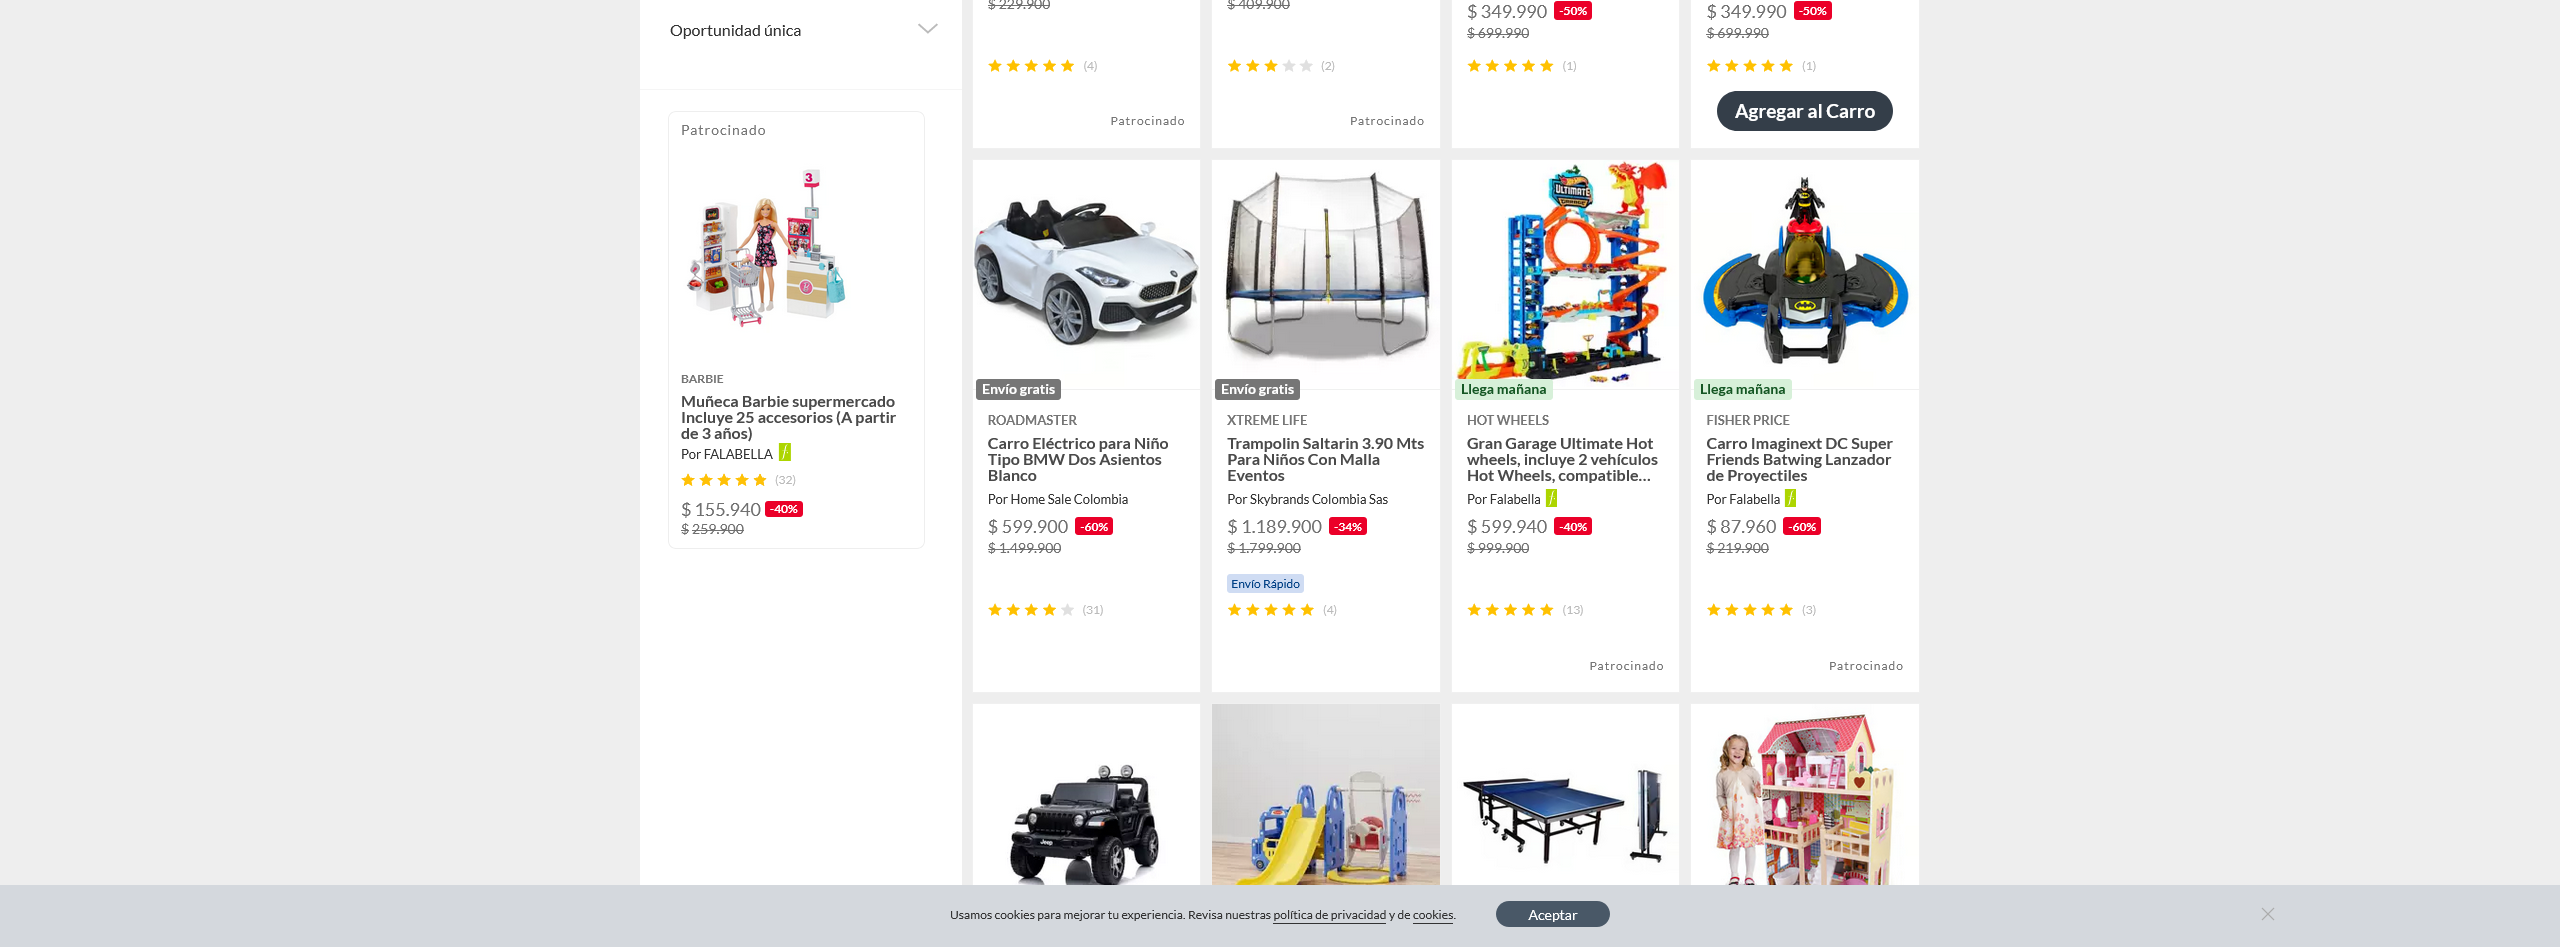 Oportunidad única
Patrocinado
3
BARBIE
Muñeca Barbie supermercado
Incluye 25 accesorios (A partir
de 3 años)
Por FALABELLA
(32)
$ 155.940 -40%
$ 259.900
$ 229.900
(4)
Patrocinado
$ 409.900
(2)
Patrocinado
$ 349.990 -50%
$ 699.990
(1)
$ 349.990 -50%
$ 699.990
(1)
Agregar al Carro
Envío gratis
ROADMASTER
Carro Eléctrico para Niño
Tipo BMW Dos Asientos
Blanco
Por Home Sale Colombia
$ 599.900 -60%
$ 1.499.900
(31)
Envío gratis
XTREME LIFE
Trampolin Saltarin 3.90 Mts
Para Niños Con Malla
Eventos
Por Skybrands Colombia Sas
$ 1.189.900 -34%
$ 1.799.900
Envío Rápido
(4)
ULTIMATE
GARAGE
Llega mañana
HOT WHEELS
Gran Garage Ultimate Hot
wheels, incluye 2 vehículos
Hot Wheels, compatible...
Por Falabella
$ 599.940 -40%
$ 999.900
(13)
Patrocinado
Llega mañana
FISHER PRICE
Carro Imaginext DC Super
Friends Batwing Lanzador
de Proyectiles
Por Falabella
$ 87.960 -60%
$ 219.900
(3)
Patrocinado
Jeep
Usamos cookies para mejorar tu experiencia. Revisa nuestras política de privacidad y de cookies.
Aceptar